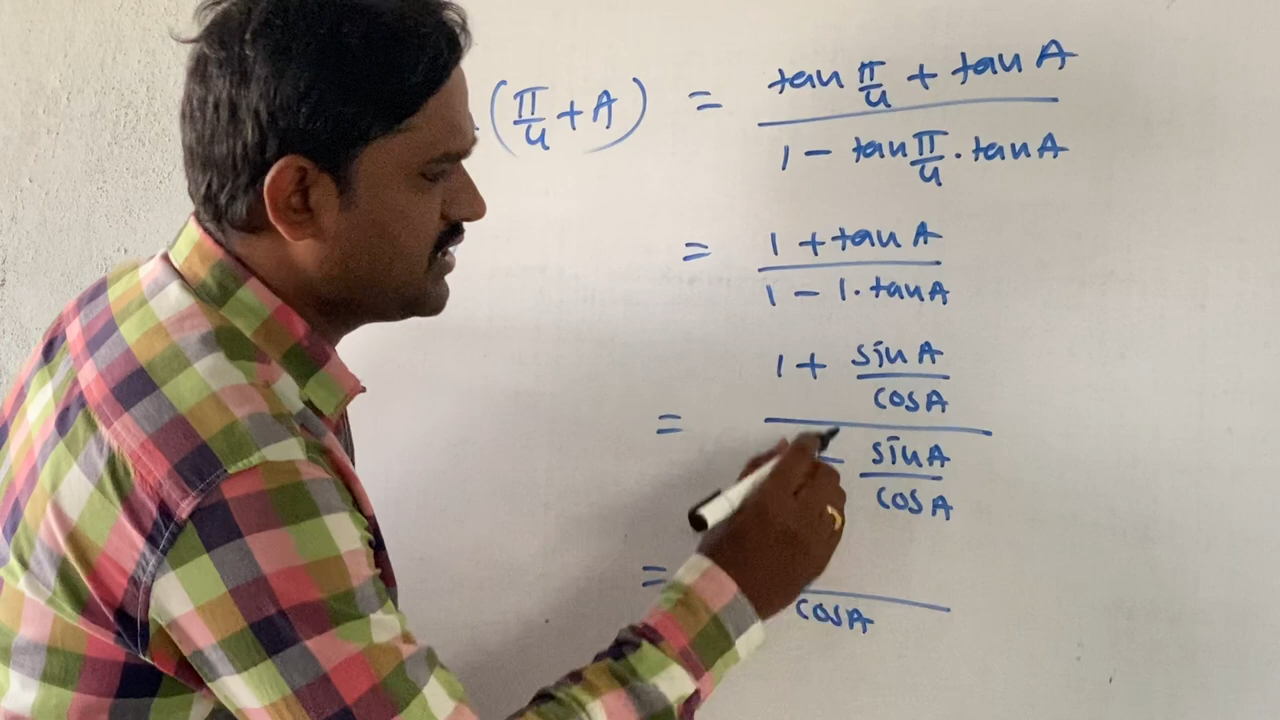 (π/4 + A) = (tan π/4 + tan A) / (1 - tan π/4 . tan A)
= (1 + tan A) / (1 - 1. tan A)
= (1 + sin A / cos A) / ( - sin A / cos A)
= / cos A